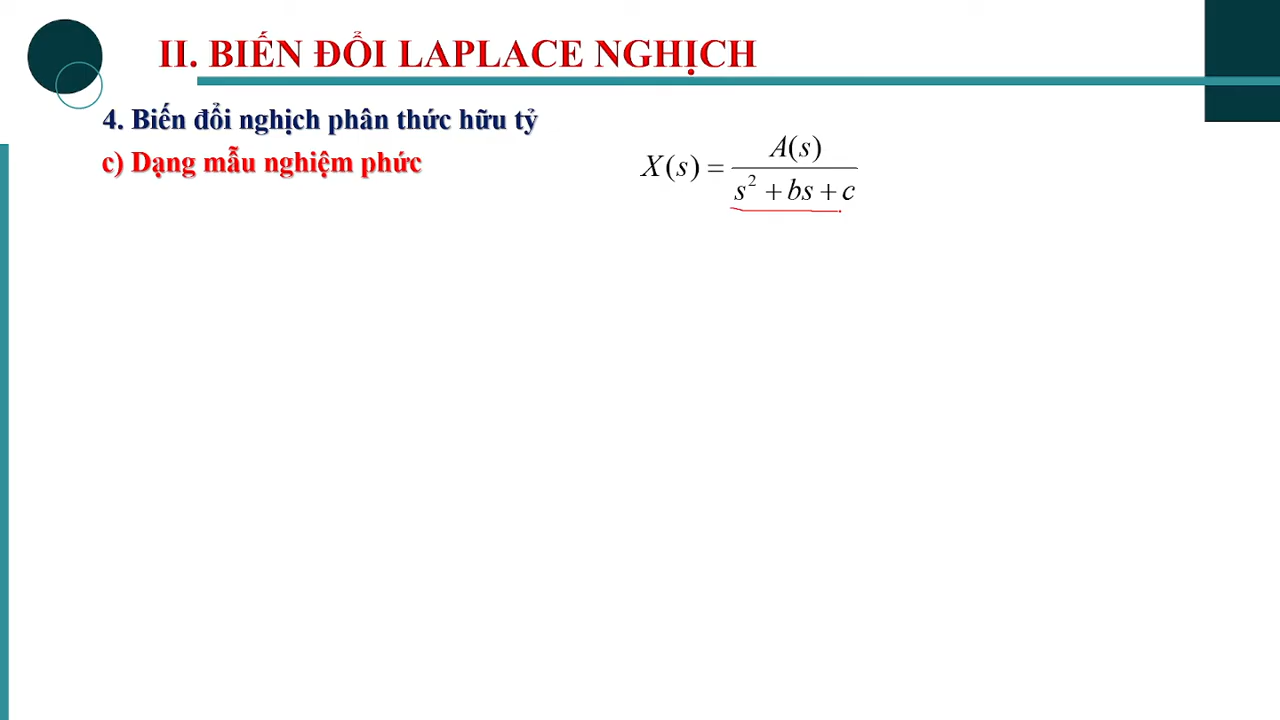 II. BIẾN ĐỔI LAPLACE NGHỊCH
4. Biến đổi nghịch phân thức hữu tỷ
c) Dạng mẫu nghiệm phức
X(s) = A(s) / (s² + bs + c)